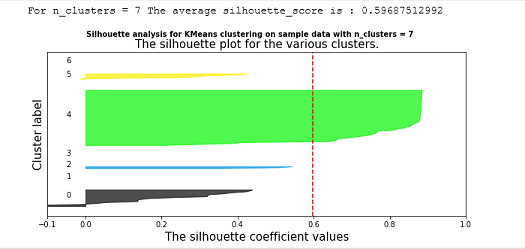 For n_clusters = 7 The average silhouette_score is : 0.59687512992
Silhouette analysis for KMeans clustering on sample data with n_clusters = 7
The silhouette plot for the various clusters.
6
5
4
3
2
1
0
Cluster label
-0.1 0.0 0.2 0.4 0.6 0.8 1.0
The silhouette coefficient values